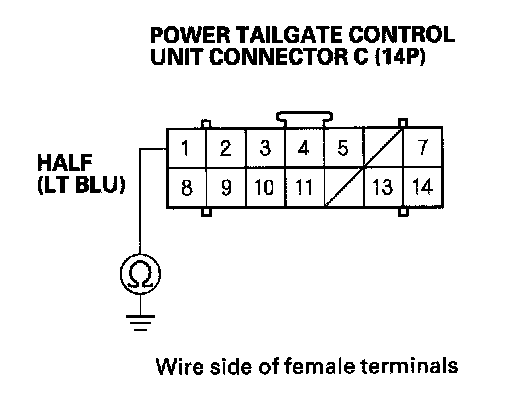 POWER TAILGATE CONTROL
UNIT CONNECTOR C (14P)
HALF
(LT BLU)
1 2 3 4 5 7
8 9 10 11 13 14
Ω
Wire side of female terminals